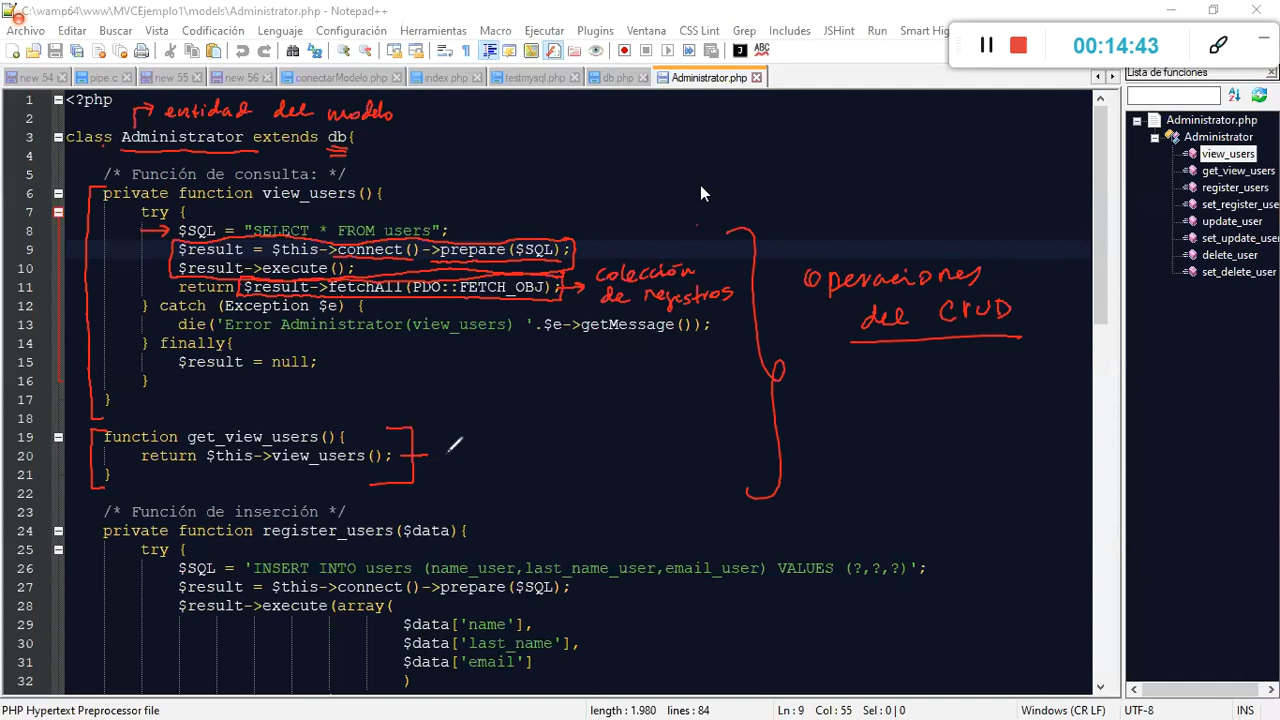 C:\wamp64\www\MVCEjemplo1\models\Administrator.php - Notepad++
Archivo Editar Buscar Vista Codificación Lenguaje Configuración Herramientas Macro Ejecutar Plugins Ventana CSS Lint Grep Includes JSHint Run Smart Hig
00:14:43
new 54 pipe.c new 55 new 56 conectarModelo.php index.php testmysql.php db.php Administrator.php
Lista de funciones
1 <?php
2
entidad del modelo
3 class Administrator extends db{
4
5 /* Función de consulta: */
6 private function view_users(){
7 try {
8 $SQL = "SELECT * FROM users";
9 $result = $this->connect()->prepare($SQL);
10 $result->execute();
11 return $result->fetchAll(PDO::FETCH_OBJ);
colección
de registros
12 } catch (Exception $e) {
13 die('Error Administrator(view_users) '.$e->getMessage());
14 } finally{
15 $result = null;
16 }
17 }
18
19 function get_view_users(){
20 return $this->view_users();
21 }
22
23 /* Función de inserción */
24 private function register_users($data){
25 try {
26 $SQL = 'INSERT INTO users (name_user,last_name_user,email_user) VALUES (?,?,?)';
27 $result = $this->connect()->prepare($SQL);
28 $result->execute(array(
29 $data['name'],
30 $data['last_name'],
31 $data['email']
32 )
Operaciones
del CRUD
Administrator.php
Administrator
view_users
get_view_users
register_users
set_register_us
update_user
set_update_use
delete_user
set_delete_user
PHP Hypertext Preprocessor file length : 1.980 lines : 84 Ln : 9 Col : 55 Sel : 0 | 0 Windows (CR LF) UTF-8 INS